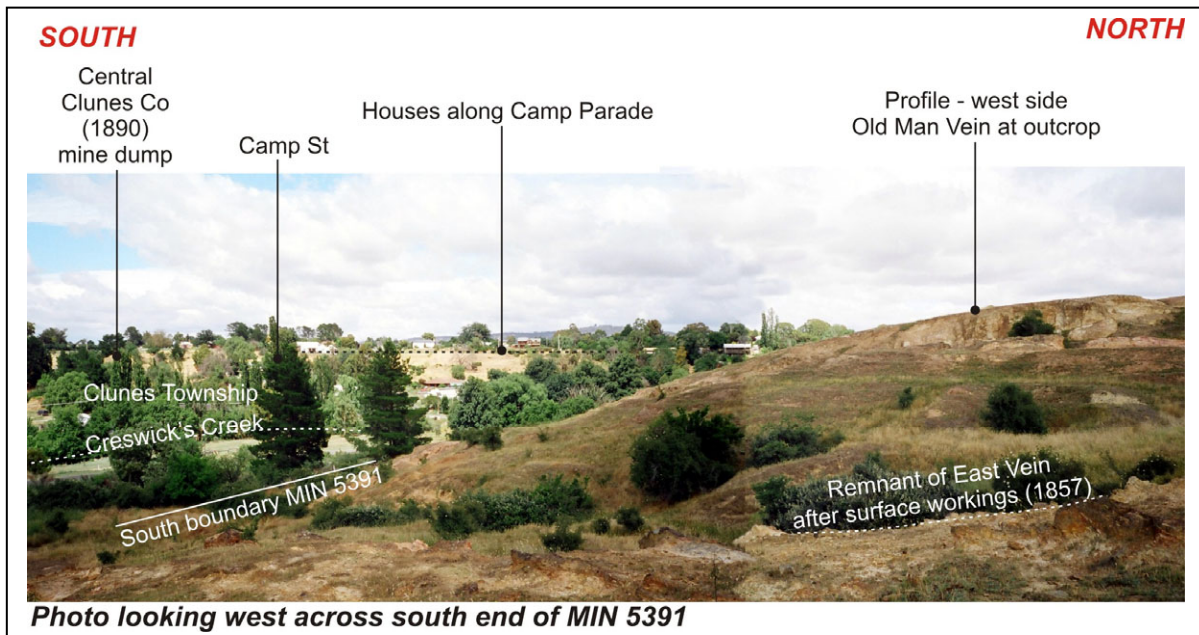 SOUTH
NORTH
Central
Clunes Co
(1890)
mine dump
Camp St
Houses along Camp Parade
Profile - west side
Old Man Vein at outcrop
Clunes Township
Creswick's Creek
South boundary MIN 5391
Remnant of East Vein
after surface workings (1857)
Photo looking west across south end of MIN 5391